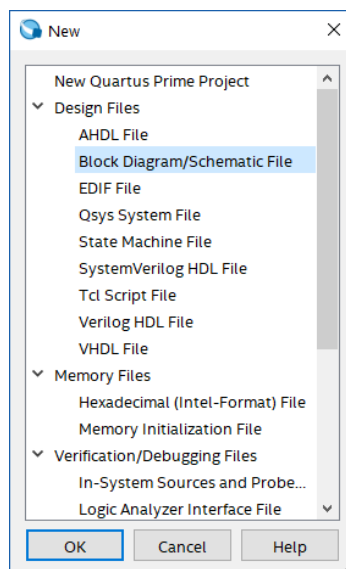 New
New Quartus Prime Project
Design Files
AHDL File
Block Diagram/Schematic File
EDIF File
Qsys System File
State Machine File
SystemVerilog HDL File
Tcl Script File
Verilog HDL File
VHDL File
Memory Files
Hexadecimal (Intel-Format) File
Memory Initialization File
Verification/Debugging Files
In-System Sources and Probe...
Logic Analyzer Interface File
OK Cancel Help